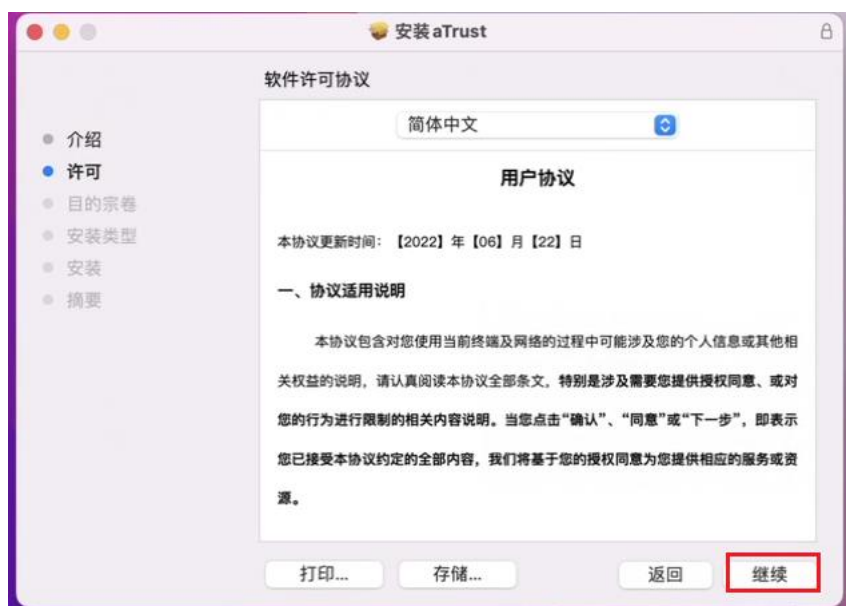 安装 aTrust
软件许可协议
简体中文
介绍
许可
目的宗卷
安装类型
安装
摘要
用户协议
本协议更新时间：【2022】年【06】月【22】日
一、协议适用说明
本协议包含对您使用当前终端及网络的过程中可能涉及您的个人信息或其他相
关权益的说明，请认真阅读本协议全部条文，特别是涉及需要您提供授权同意、或对
您的行为进行限制的相关内容说明。当您点击“确认”、“同意”或“下一步”，即表示
您已接受本协议约定的全部内容，我们将基于您的授权同意为您提供相应的服务或资
源。
打印... 存储... 返回 继续